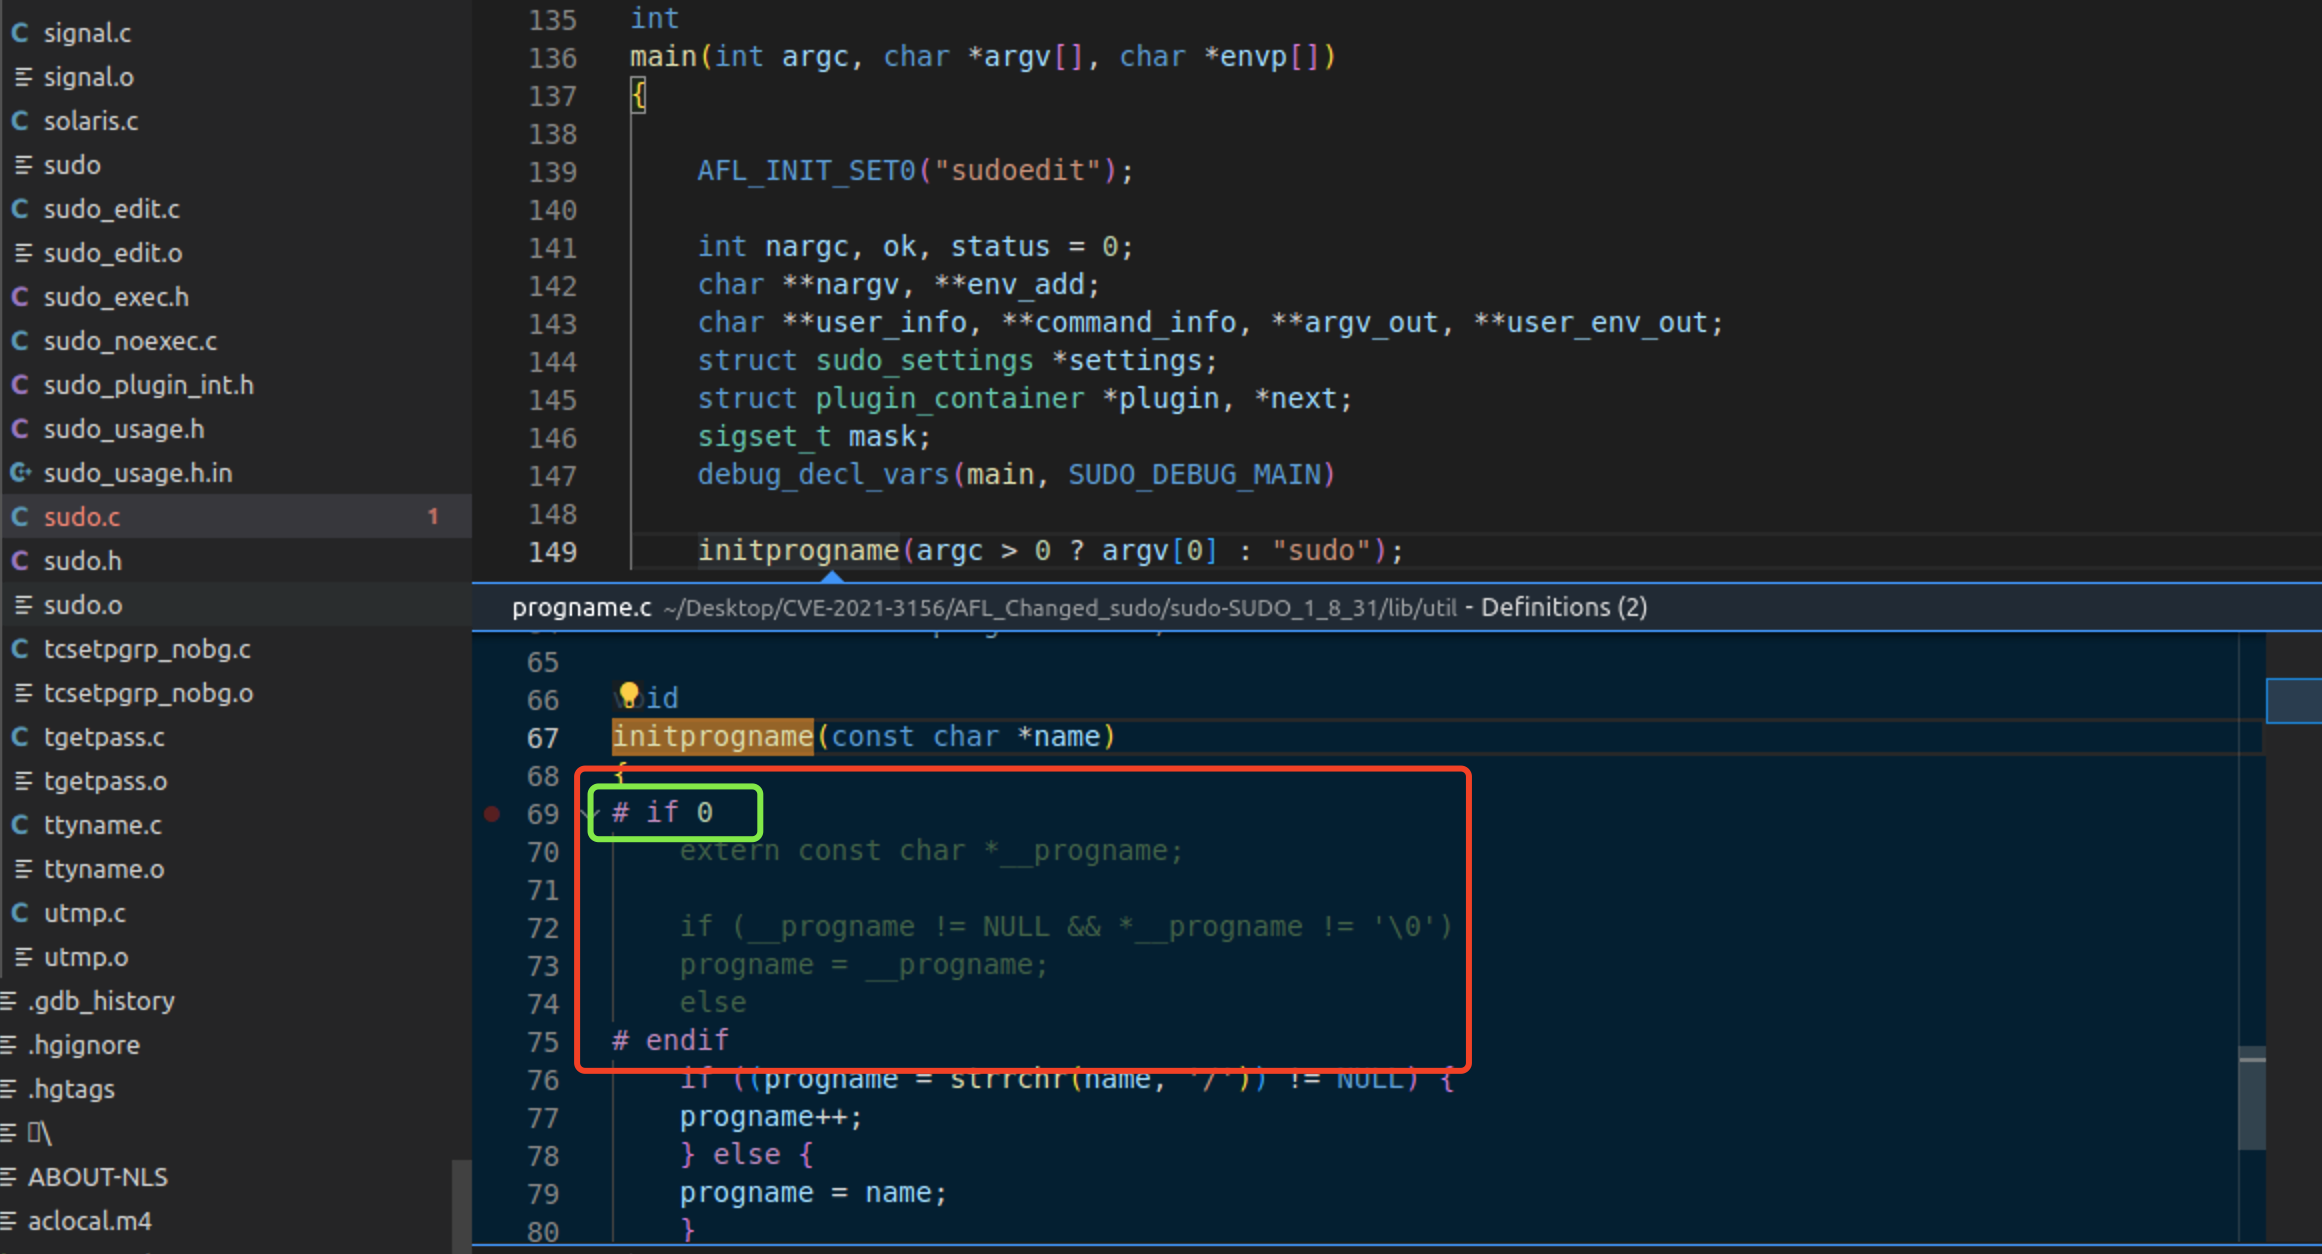 signal.c
signal.o
solaris.c
sudo
sudo_edit.c
sudo_edit.o
sudo_exec.h
sudo_noexec.c
sudo_plugin_int.h
sudo_usage.h
sudo_usage.h.in
sudo.c 1
sudo.h
sudo.o
tcsetpgrp_nobg.c
tcsetpgrp_nobg.o
tgetpass.c
tgetpass.o
ttyname.c
ttyname.o
utmp.c
utmp.o
.gdb_history
.hgignore
.hgtags
\
ABOUT-NLS
aclocal.m4
135 int
136 main(int argc, char *argv[], char *envp[])
137 {
138
139 AFL_INIT_SET0("sudoedit");
140
141 int nargc, ok, status = 0;
142 char **nargv, **env_add;
143 char **user_info, **command_info, **argv_out, **user_env_out;
144 struct sudo_settings *settings;
145 struct plugin_container *plugin, *next;
146 sigset_t mask;
147 debug_decl_vars(main, SUDO_DEBUG_MAIN)
148
149 initprogname(argc > 0 ? argv[0] : "sudo");
progname.c ~/Desktop/CVE-2021-3156/AFL_Changed_sudo/sudo-SUDO_1_8_31/lib/util - Definitions (2)
65
66 id
67 initprogname(const char *name)
68 {
69 # if 0
70 extern const char *__progname;
71
72 if (__progname != NULL && *__progname != '\0')
73 progname = __progname;
74 else
75 # endif
76 if ((progname = strrchr(name, '/')) != NULL) {
77 progname++;
78 } else {
79 progname = name;
80 }